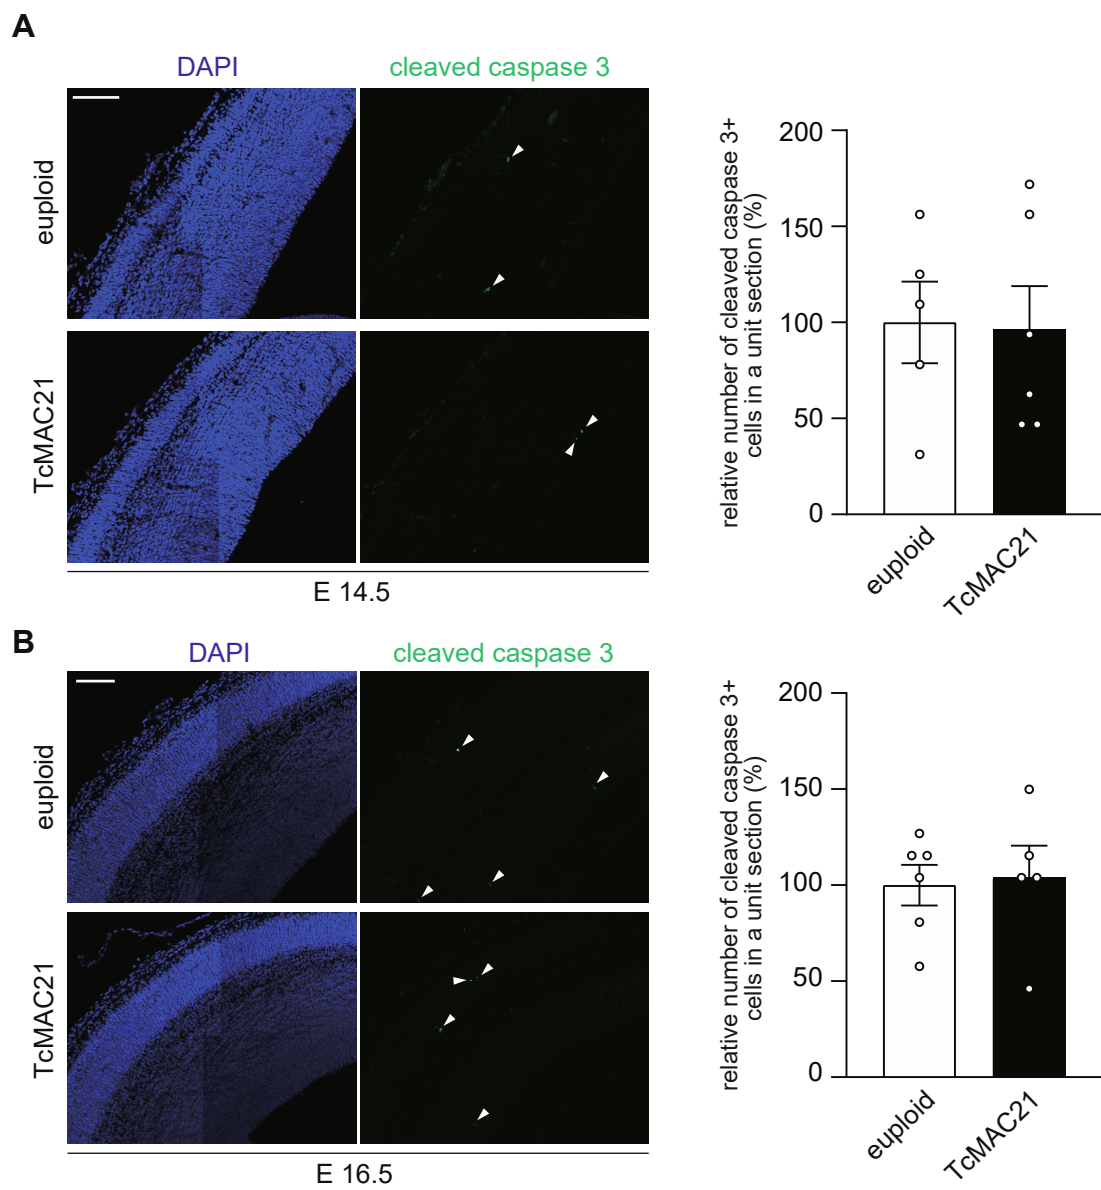 A
DAPI
cleaved caspase 3
euploid
TcMAC21
E 14.5
relative number of cleaved caspase 3+
cells in a unit section (%)
200
150
100
50
0
euploid
TcMAC21
B
DAPI
cleaved caspase 3
euploid
TcMAC21
E 16.5
relative number of cleaved caspase 3+
cells in a unit section (%)
200
150
100
50
0
euploid
TcMAC21